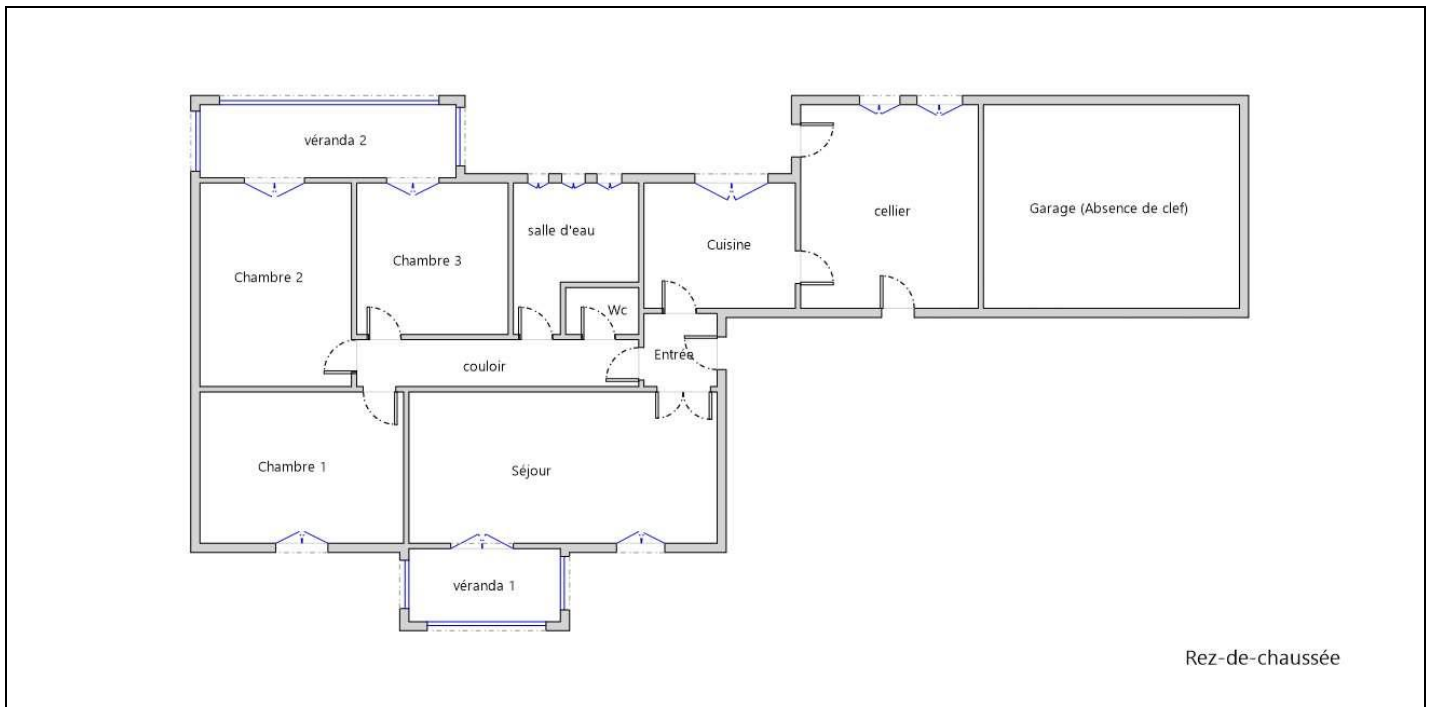 véranda 2
Garage (Absence de clef)
cellier
salle d'eau
Cuisine
Chambre 3
Chambre 2
Wc
Entrée
couloir
Chambre 1
Séjour
véranda 1
Rez-de-chaussée